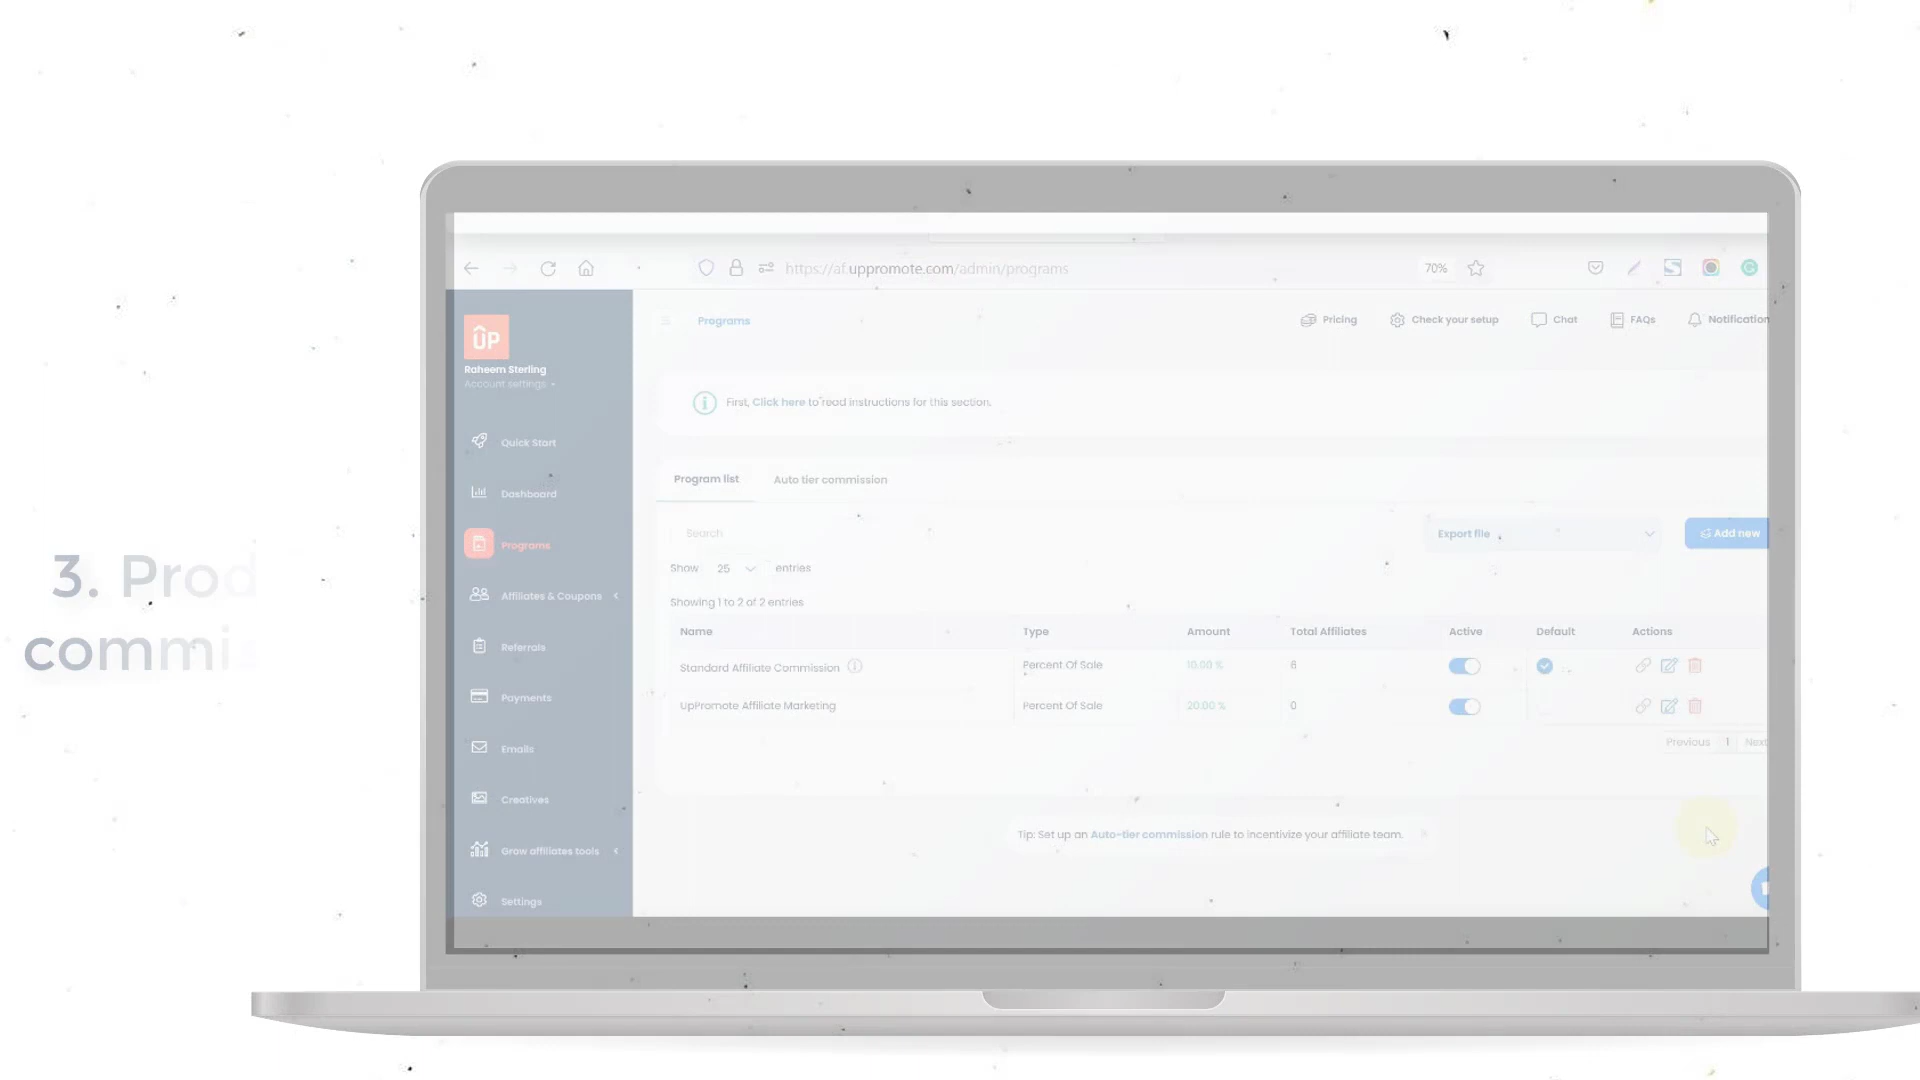 3. Prod
commis
https://af.uppromote.com/admin/programs
70%
UP
Raheem Sterling
Account settings
Quick Start
Dashboard
Programs
Affiliates & Coupons
Referrals
Payments
Emails
Creatives
Grow affiliates tools
Settings
Programs
Pricing
Check your setup
Chat
FAQs
Notification
First, Click here to read instructions for this section.
Program list
Auto tier commission
Search
Export file
Add new
Show 25 entries
Showing 1 to 2 of 2 entries
Name Type Amount Total Affiliates Active Default Actions
Standard Affiliate Commission Percent Of Sale 10.00 % 6
UpPromote Affiliate Marketing Percent Of Sale 20.00 % 0
Previous 1 Next
Tip: Set up an Auto-tier commission rule to incentivize your affiliate team.